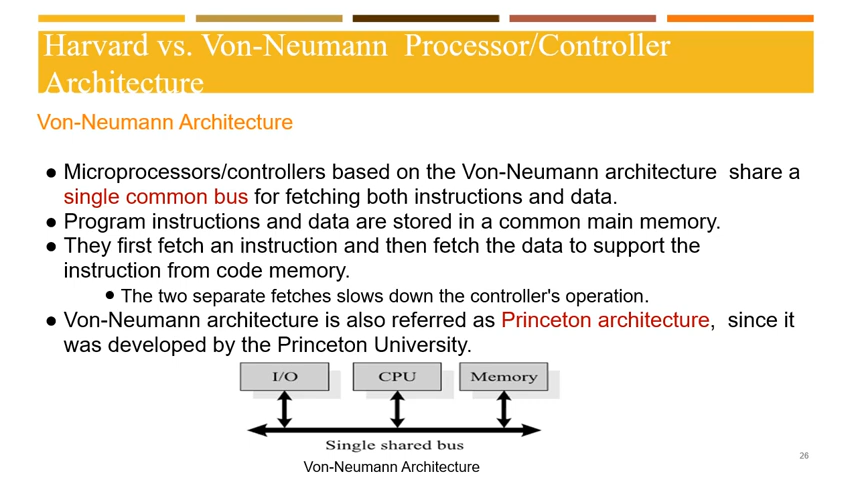 Harvard vs. Von-Neumann Processor/Controller
Architecture
Von-Neumann Architecture
● Microprocessors/controllers based on the Von-Neumann architecture share a
single common bus for fetching both instructions and data.
● Program instructions and data are stored in a common main memory.
● They first fetch an instruction and then fetch the data to support the
instruction from code memory.
● The two separate fetches slows down the controller's operation.
● Von-Neumann architecture is also referred as Princeton architecture, since it
was developed by the Princeton University.
I/O CPU Memory
Single shared bus
Von-Neumann Architecture
26